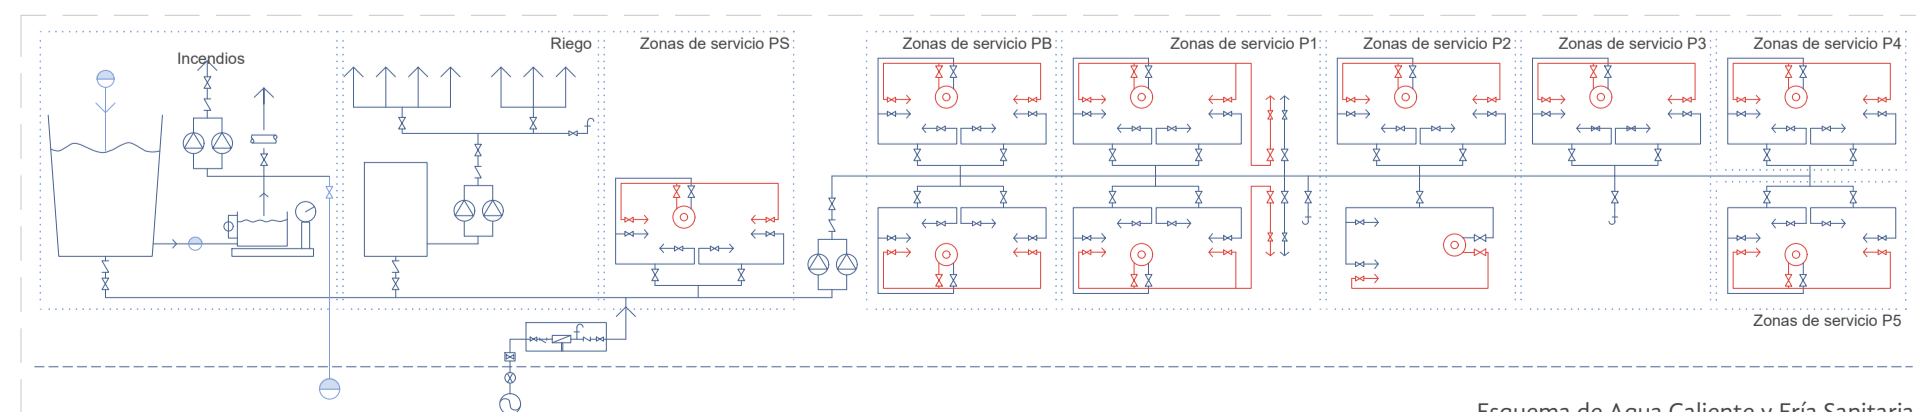 Incendios
Riego
Zonas de servicio PS
Zonas de servicio PB
Zonas de servicio P1
Zonas de servicio P2
Zonas de servicio P3
Zonas de servicio P4
Zonas de servicio P5
Esquema de Agua Caliente y Fría Sanitaria